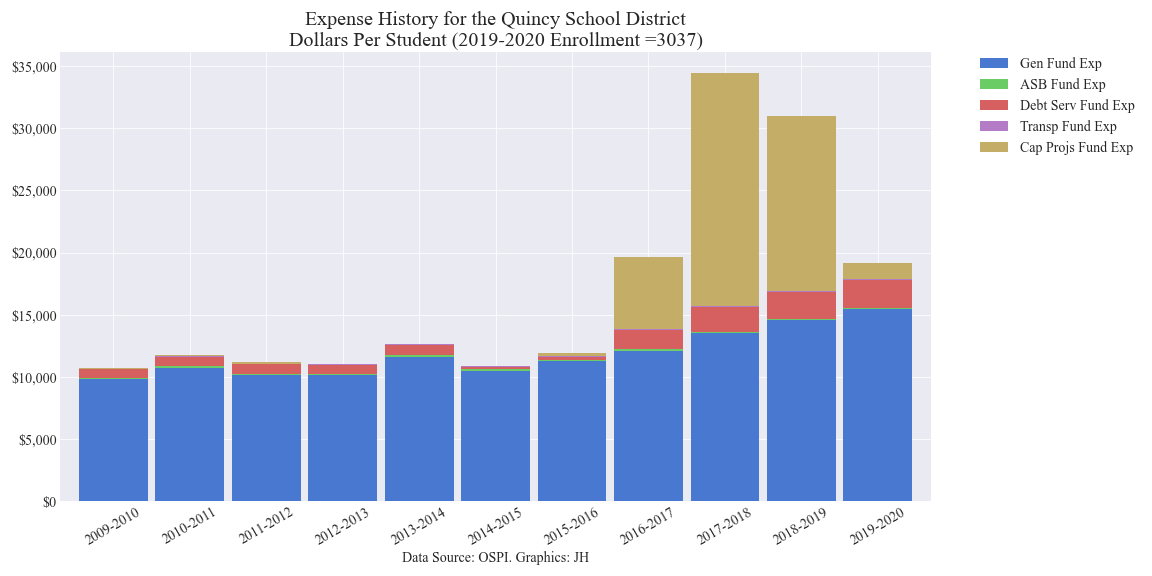 Expense History for the Quincy School District
Dollars Per Student (2019-2020 Enrollment =3037)
$35,000
$30,000
$25,000
$20,000
$15,000
$10,000
$5,000
$0
2009-2010
2010-2011
2011-2012
2012-2013
2013-2014
2014-2015
2015-2016
2016-2017
2017-2018
2018-2019
2019-2020
Data Source: OSPI. Graphics: JH
Gen Fund Exp
ASB Fund Exp
Debt Serv Fund Exp
Transp Fund Exp
Cap Projs Fund Exp